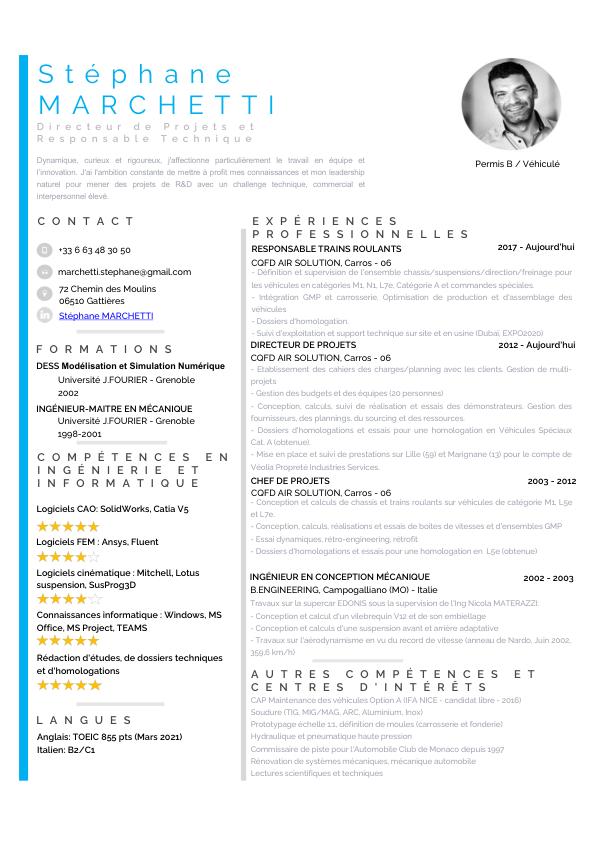 Stéphane
MARCHETTI
Directeur de Projets et
Responsable Technique
Dynamique, curieux et rigoureux, j'affectionne particulièrement le travail en équipe et
l'innovation. J'ai l'ambition constante de mettre à profit mes connaissances et mon leadership
naturel pour mener des projets de R&D avec un challenge technique, commercial et
interpersonnel élevé.
Permis B / Véhiculé
CONTACT
+33 6 63 48 30 50
marchetti.stephane@gmail.com
72 Chemin des Moulins
06510 Gattières
Stéphane MARCHETTI
FORMATIONS
DESS Modélisation et Simulation Numérique
Université J.FOURIER - Grenoble
2002
INGÉNIEUR-MAITRE EN MÉCANIQUE
Université J.FOURIER - Grenoble
1998-2001
COMPÉTENCES EN
INGÉNIERIE ET
INFORMATIQUE
Logiciels CAO: SolidWorks, Catia V5
Logiciels FEM : Ansys, Fluent
Logiciels cinématique : Mitchell, Lotus
suspension, SusProg3D
Connaissances informatique : Windows, MS
Office, MS Project, TEAMS
Rédaction d'études, de dossiers techniques
et d'homologations
LANGUES
Anglais: TOEIC 855 pts (Mars 2021)
Italien: B2/C1
EXPÉRIENCES
PROFESSIONNELLES
RESPONSABLE TRAINS ROULANTS 2017 - Aujourd'hui
CQFD AIR SOLUTION, Carros - 06
- Définition et supervision de l'ensemble chassis/suspensions/direction/freinage pour
les véhicules en catégories M1, N1, L7e, Catégorie A et commandes spéciales.
- Intégration GMP et carrosserie, Optimisation de production et d'assemblage des
véhicules
- Dossiers d'homologation.
- Suivi d'exploitation et support technique sur site et en usine (Dubaï, EXPO2020)
DIRECTEUR DE PROJETS 2012 - Aujourd'hui
CQFD AIR SOLUTION, Carros - 06
- Etablissement des cahiers des charges/planning avec les clients. Gestion de multi-
projets
- Gestion des budgets et des équipes (20 personnes)
- Conception, calculs, suivi de réalisation et essais des démonstrateurs. Gestion des
fournisseurs, des plannings, du sourcing et des ressources.
- Dossiers d'homologations et essais pour une homologation en Véhicules Spéciaux
Cat. A (obtenue).
- Mise en place et suivi de prestations sur Lille (59) et Marignane (13) pour le compte de
Véolia Propreté Industries Services.
CHEF DE PROJETS 2003 - 2012
CQFD AIR SOLUTION, Carros - 06
- Conception et calculs de chassis et trains roulants sur véhicules de catégorie M1, L5e
et L7e.
- Conception, calculs, réalisations et essais de boites de vitesses et d'ensembles GMP
- Essai dynamiques, rétro-engineering, retrofit
- Dossiers d'homologations et essais pour une homologation en L5e (obtenue)
INGÉNIEUR EN CONCEPTION MÉCANIQUE 2002 - 2003
B.ENGINEERING, Campogalliano (MO) - Italie
Travaux sur la supercar EDONIS sous la supervision de l'Ing Nicola MATERAZZI:
- Conception et calcul d'un vilebrequin V12 et de son embiellage
- Conception et calculs d'une suspension avant et arrière adaptative
- Travaux sur l'aérodynamisme en vu du record de vitesse (anneau de Nardo, Juin 2002,
359,6 km/h)
AUTRES COMPÉTENCES ET
CENTRES D'INTÉRÊTS
CAP Maintenance des véhicules Option A (IFA NICE - candidat libre - 2016)
Soudure (TIG, MIG/MAG, ARC, Aluminium, Inox)
Prototypage échelle 1:1, définition de moules (carrosserie et fonderie)
Hydraulique et pneumatique haute pression
Commissaire de piste pour l'Automobile Club de Monaco depuis 1997
Rénovation de systèmes mécaniques, mécanique automobile
Lectures scientifiques et techniques